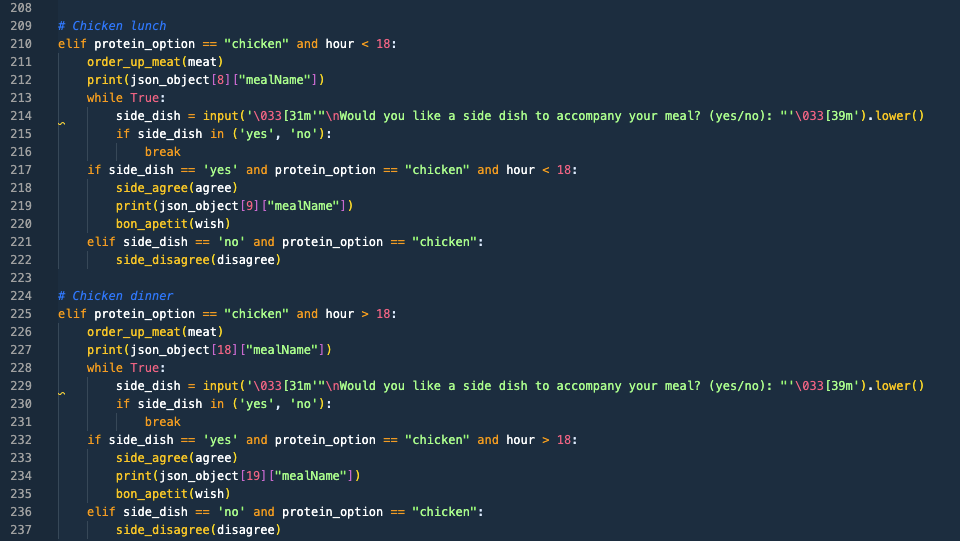 208
209 # Chicken lunch
210 elif protein_option == "chicken" and hour < 18:
211     order_up_meat(meat)
212     print(json_object[8]["mealName"])
213     while True:
214         side_dish = input('\033[31m'"\nWould you like a side dish to accompany your meal? (yes/no): "'\033[39m').lower()
215         if side_dish in ('yes', 'no'):
216             break
217     if side_dish == 'yes' and protein_option == "chicken" and hour < 18:
218         side_agree(agree)
219         print(json_object[9]["mealName"])
220         bon_apetit(wish)
221     elif side_dish == 'no' and protein_option == "chicken":
222         side_disagree(disagree)
223
224 # Chicken dinner
225 elif protein_option == "chicken" and hour > 18:
226     order_up_meat(meat)
227     print(json_object[18]["mealName"])
228     while True:
229         side_dish = input('\033[31m'"\nWould you like a side dish to accompany your meal? (yes/no): "'\033[39m').lower()
230         if side_dish in ('yes', 'no'):
231             break
232     if side_dish == 'yes' and protein_option == "chicken" and hour > 18:
233         side_agree(agree)
234         print(json_object[19]["mealName"])
235         bon_apetit(wish)
236     elif side_dish == 'no' and protein_option == "chicken":
237         side_disagree(disagree)